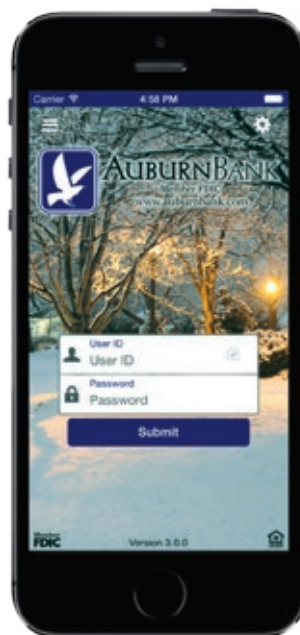 Carrier 4:58 PM
AUBURNBANK
Member FDIC
www.auburnbank.com
User ID
User ID
Password
Password
Submit
Member
FDIC Version 3.0.0